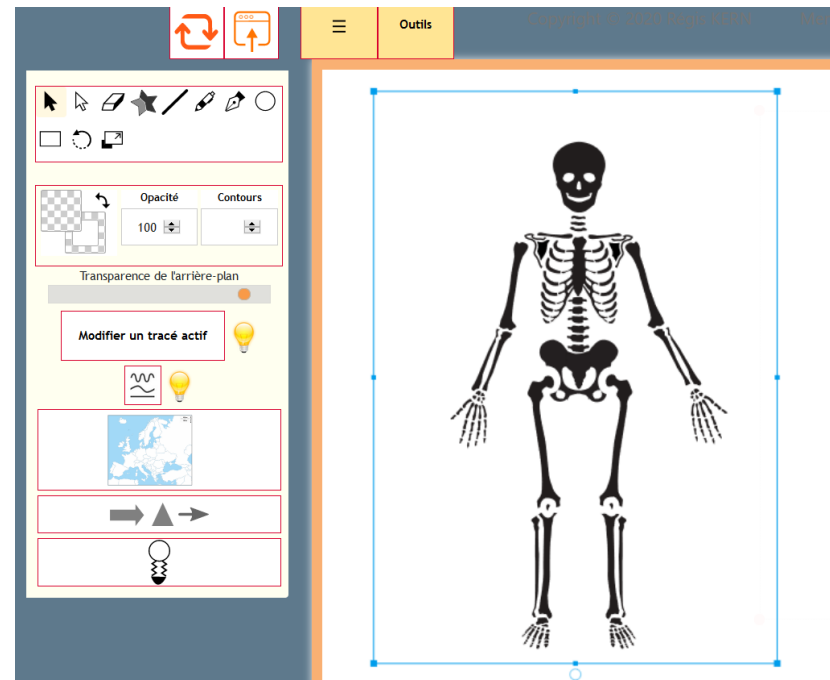 ☰ Outils
Opacité Contours
100
Transparence de l'arrière-plan
Modifier un tracé actif